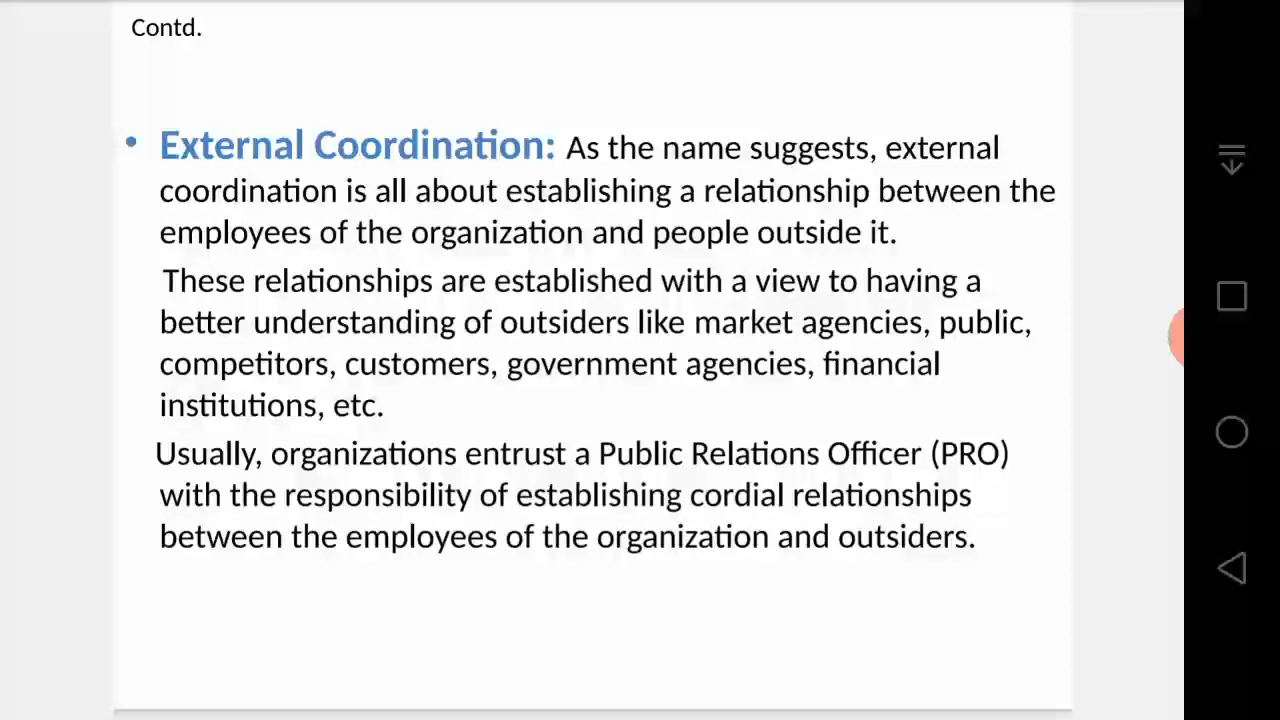 Contd.
• External Coordination: As the name suggests, external
coordination is all about establishing a relationship between the
employees of the organization and people outside it.
These relationships are established with a view to having a
better understanding of outsiders like market agencies, public,
competitors, customers, government agencies, financial
institutions, etc.
Usually, organizations entrust a Public Relations Officer (PRO)
with the responsibility of establishing cordial relationships
between the employees of the organization and outsiders.